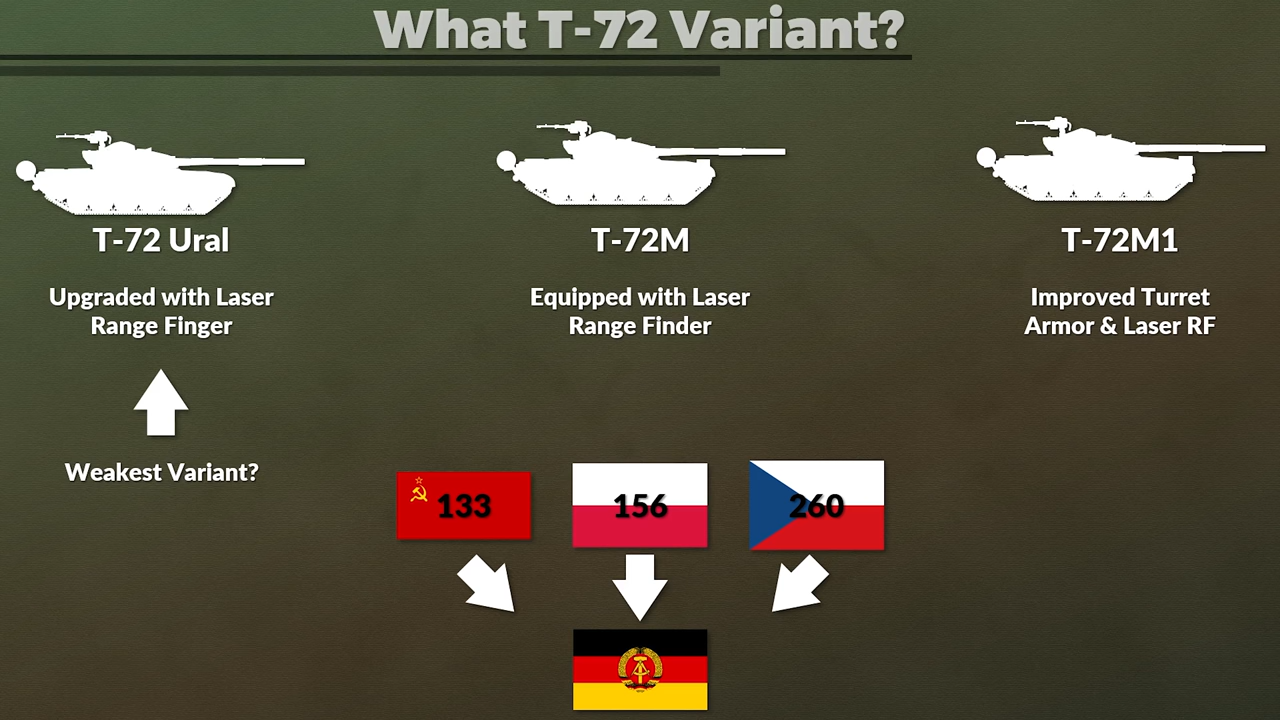 What T-72 Variant?
T-72 Ural
Upgraded with Laser
Range Finger
Weakest Variant?
T-72M
Equipped with Laser
Range Finder
T-72M1
Improved Turret
Armor & Laser RF
133
156
260